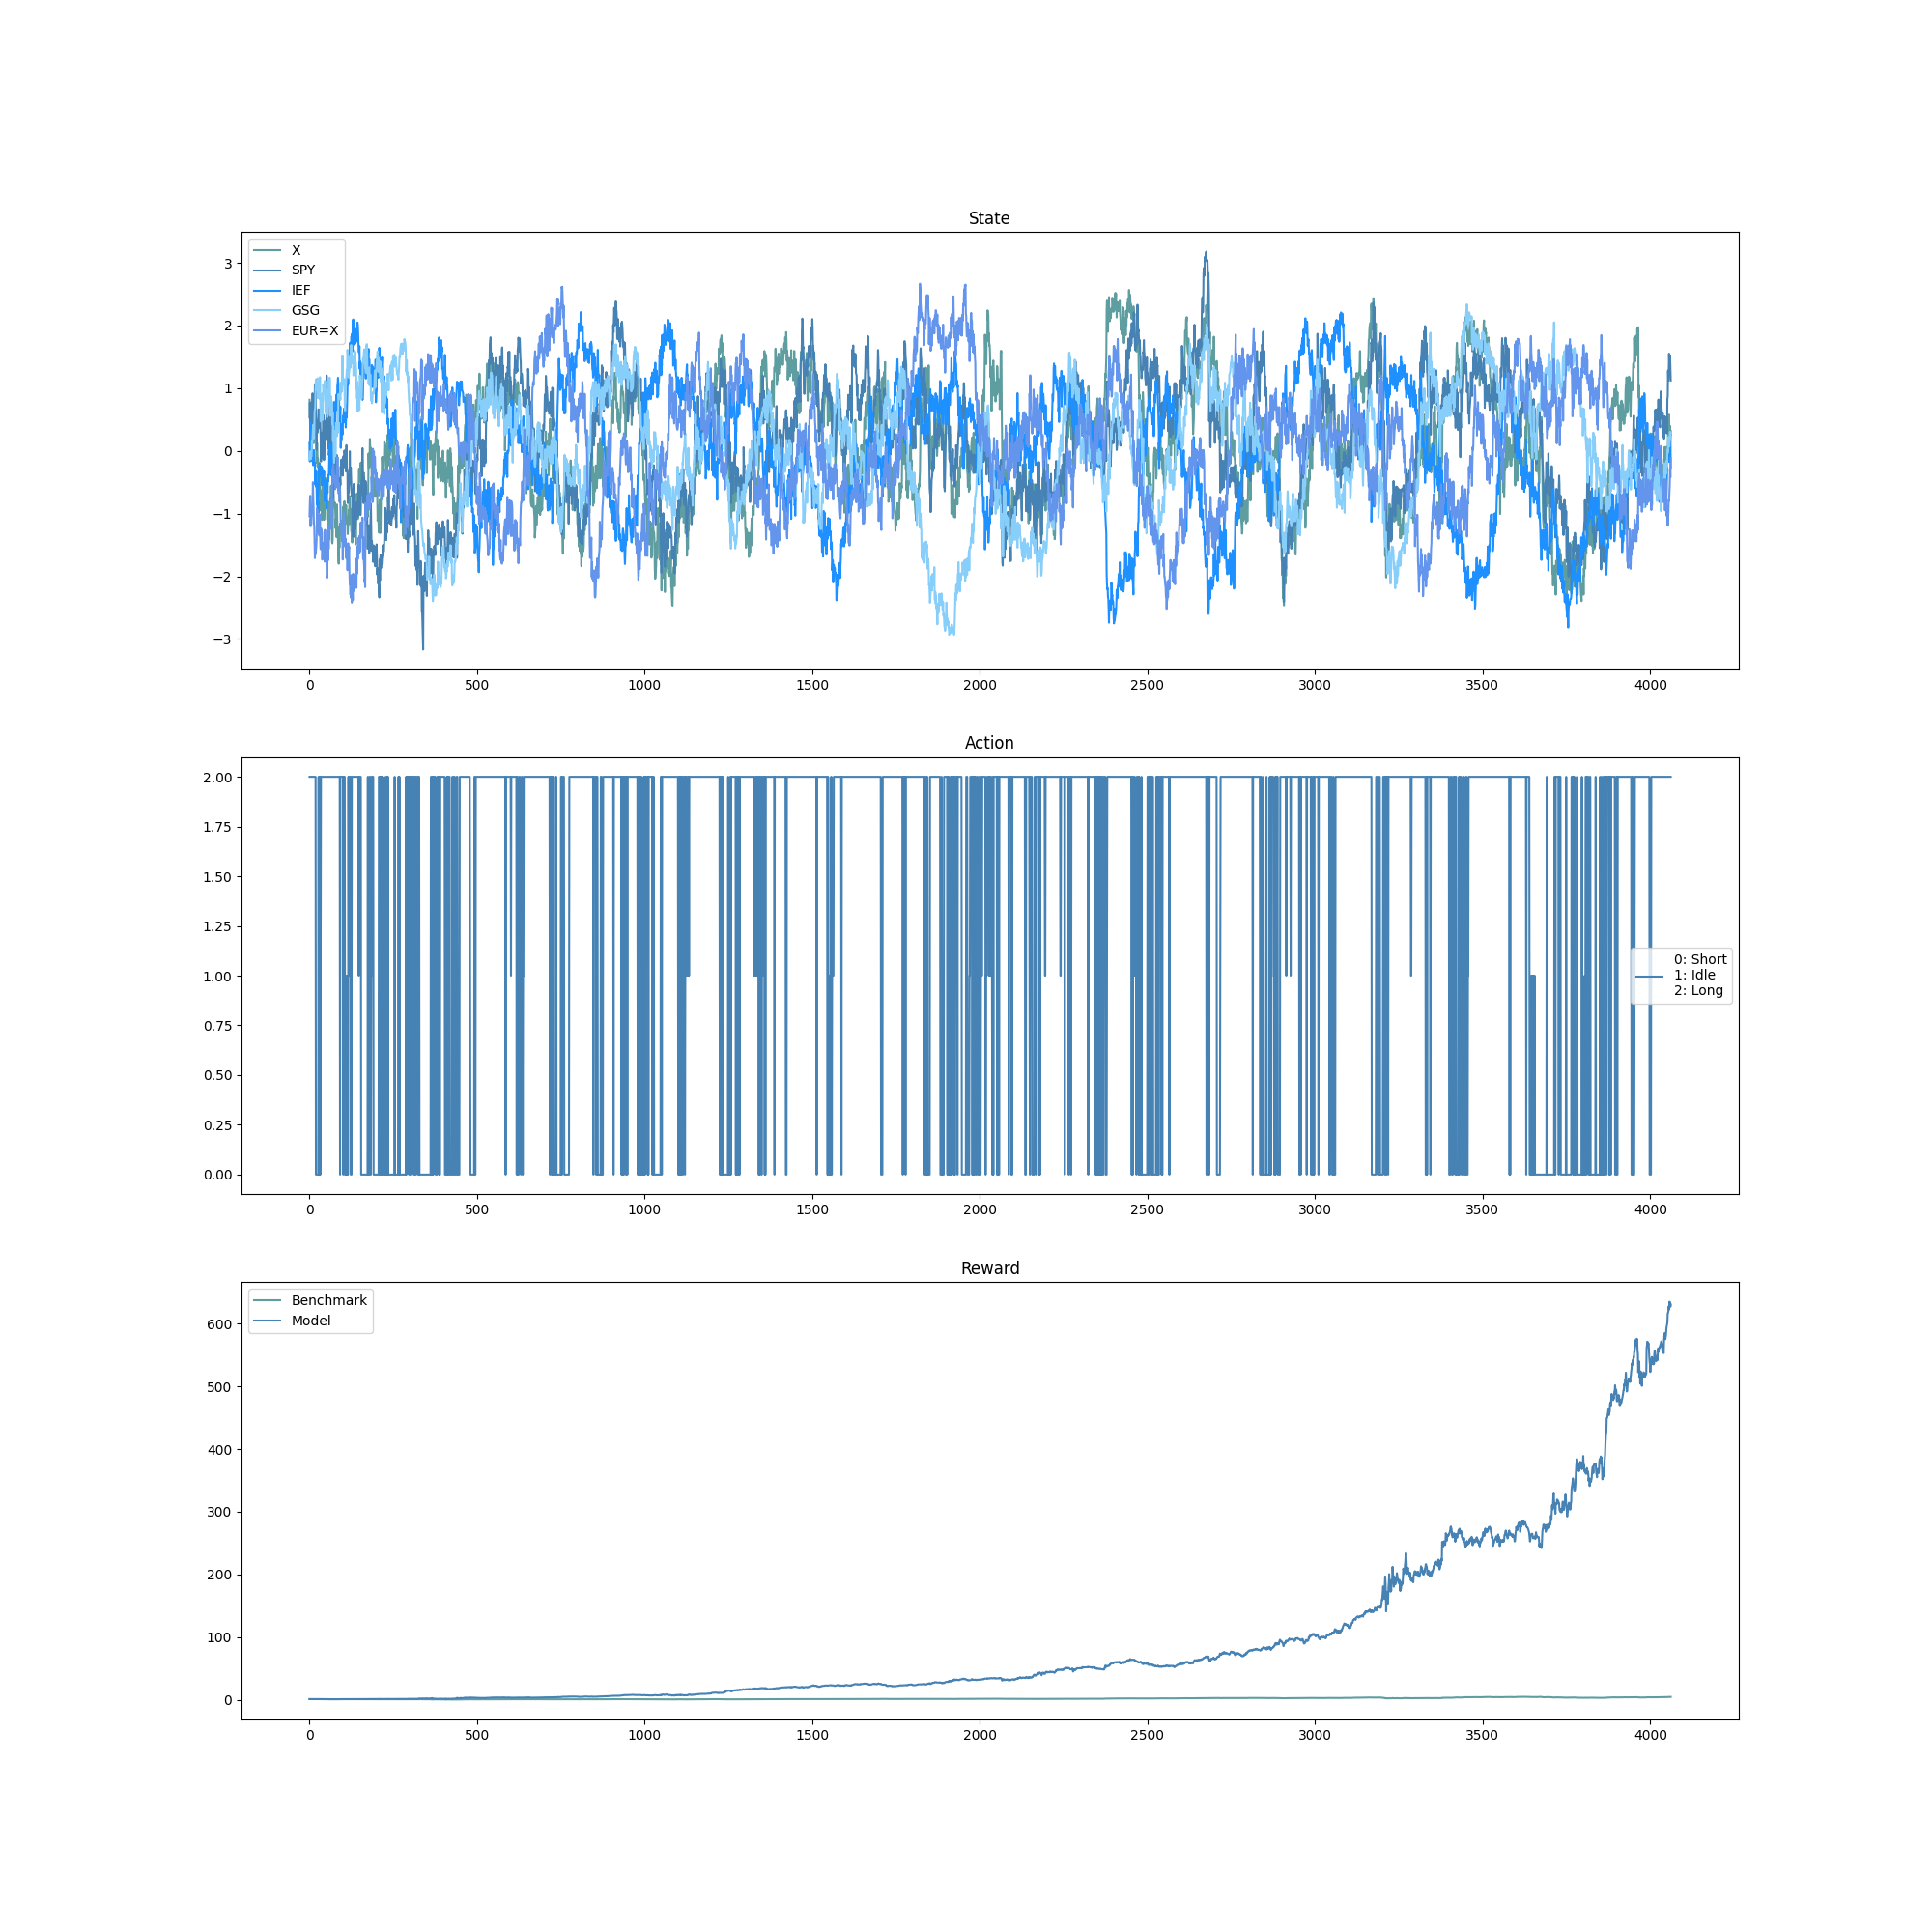 State
X
SPY
IEF
GSG
EUR=X
3
2
1
0
−1
−2
−3
0 500 1000 1500 2000 2500 3000 3500 4000
Action
2.00
1.75
1.50
1.25
1.00
0.75
0.50
0.25
0.00
0: Short
1: Idle
2: Long
0 500 1000 1500 2000 2500 3000 3500 4000
Reward
Benchmark
Model
600
500
400
300
200
100
0
0 500 1000 1500 2000 2500 3000 3500 4000